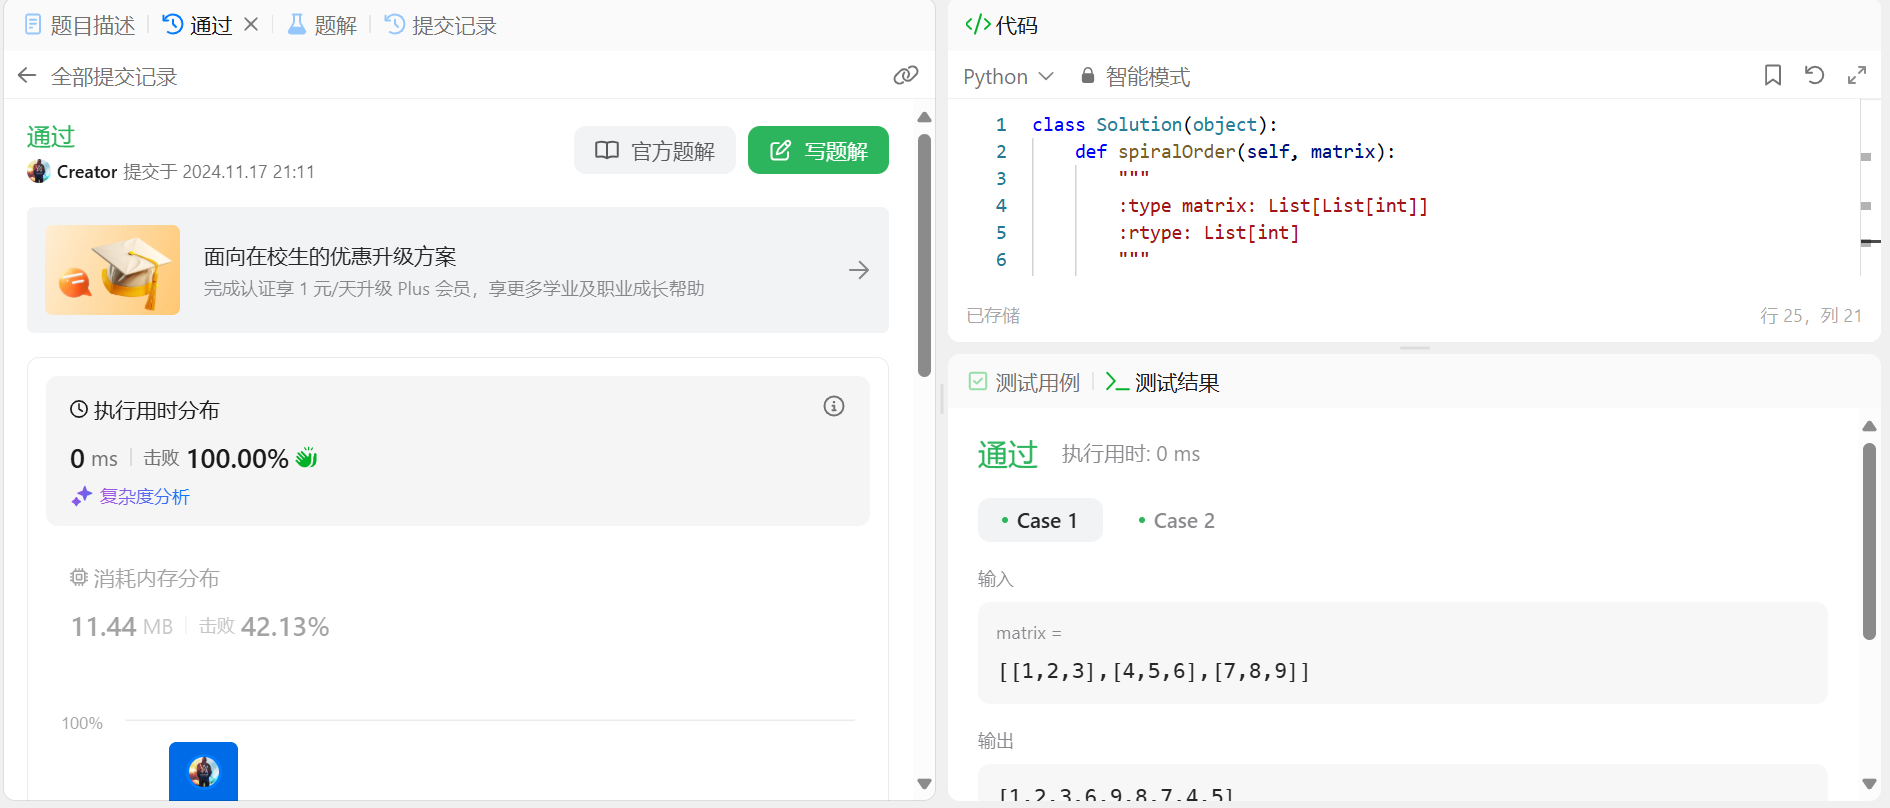 题目描述
通过
题解
提交记录
全部提交记录
通过
Creator 提交于 2024.11.17 21:11
官方题解
写题解
面向在校生的优惠升级方案
完成认证享 1 元/天升级 Plus 会员，享更多学业及职业成长帮助
执行用时分布
0 ms 击败 100.00%
复杂度分析
消耗内存分布
11.44 MB 击败 42.13%
100%
</>代码
Python 智能模式
1 class Solution(object):
2 def spiralOrder(self, matrix):
3 """
4 :type matrix: List[List[int]]
5 :rtype: List[int]
6 """
已存储
行 25，列 21
测试用例
测试结果
通过 执行用时: 0 ms
Case 1
Case 2
输入
matrix =
[[1,2,3],[4,5,6],[7,8,9]]
输出
[1,2,3,6,9,8,7,4,5]